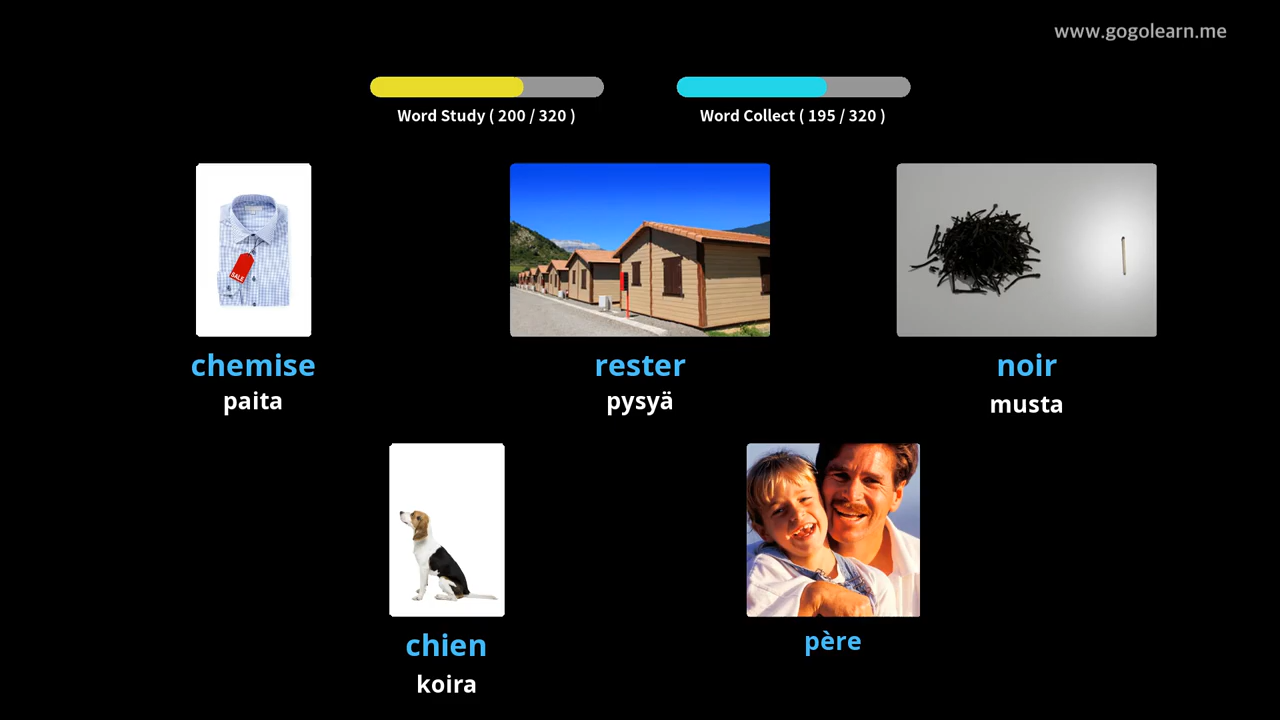 www.gogolearn.me
Word Study ( 200 / 320 )
Word Collect ( 195 / 320 )
SALE
chemise
paita
rester
pysyä
noir
musta
chien
koira
père